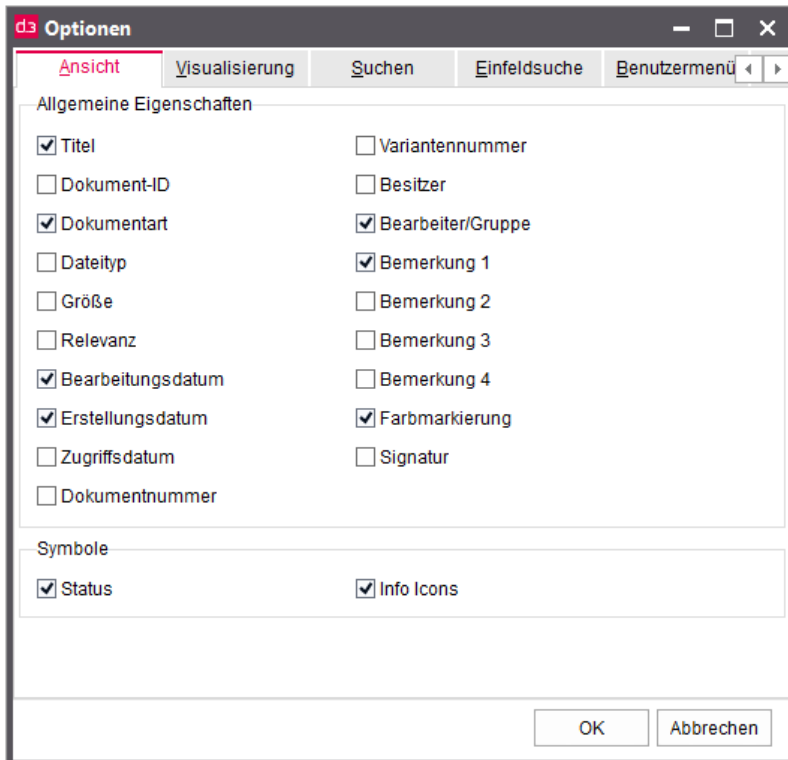 d3 Optionen
Ansicht Visualisierung Suchen Einfeldsuche Benutzermenü
Allgemeine Eigenschaften
Titel Variantennummer
Dokument-ID Besitzer
Dokumentart Bearbeiter/Gruppe
Dateityp Bemerkung 1
Größe Bemerkung 2
Relevanz Bemerkung 3
Bearbeitungsdatum Bemerkung 4
Erstellungsdatum Farbmarkierung
Zugriffsdatum Signatur
Dokumentnummer
Symbole
Status Info Icons
OK Abbrechen